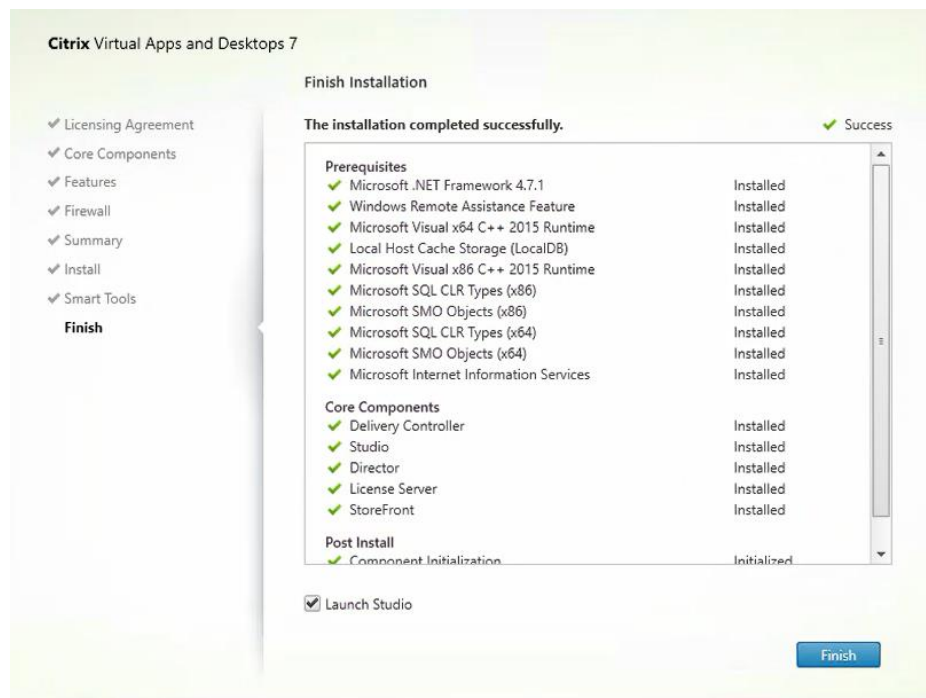 Citrix Virtual Apps and Desktops 7
Finish Installation
Licensing Agreement
Core Components
Features
Firewall
Summary
Install
Smart Tools
Finish
The installation completed successfully. Success
Prerequisites
Microsoft .NET Framework 4.7.1 Installed
Windows Remote Assistance Feature Installed
Microsoft Visual x64 C++ 2015 Runtime Installed
Local Host Cache Storage (LocalDB) Installed
Microsoft Visual x86 C++ 2015 Runtime Installed
Microsoft SQL CLR Types (x86) Installed
Microsoft SMO Objects (x86) Installed
Microsoft SQL CLR Types (x64) Installed
Microsoft SMO Objects (x64) Installed
Microsoft Internet Information Services Installed
Core Components
Delivery Controller Installed
Studio Installed
Director Installed
License Server Installed
StoreFront Installed
Post Install
Component Initialization Initialized
Launch Studio
Finish